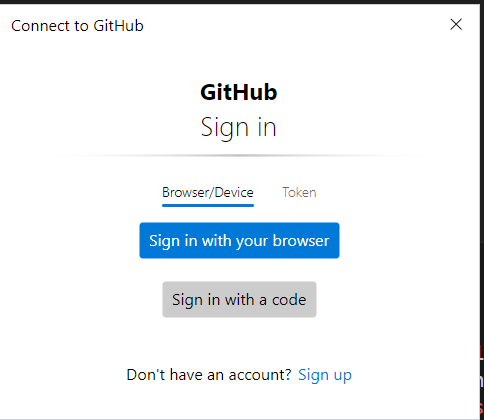 Connect to GitHub
GitHub
Sign in
Browser/Device Token
Sign in with your browser
Sign in with a code
Don't have an account? Sign up